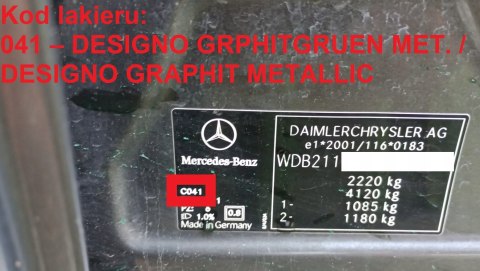 Kod lakieru:
041 – DESIGNO GRPHITGRUEN MET. /
DESIGNO GRAPHIT METALLIC
DAIMLERCHRYSLER AG
e1*2001/116*0183
Mercedes-Benz
WDB211
C041
2220 kg
4120 kg
1- 1085 kg
2- 1180 kg
1.0%
0.8
Made in Germany